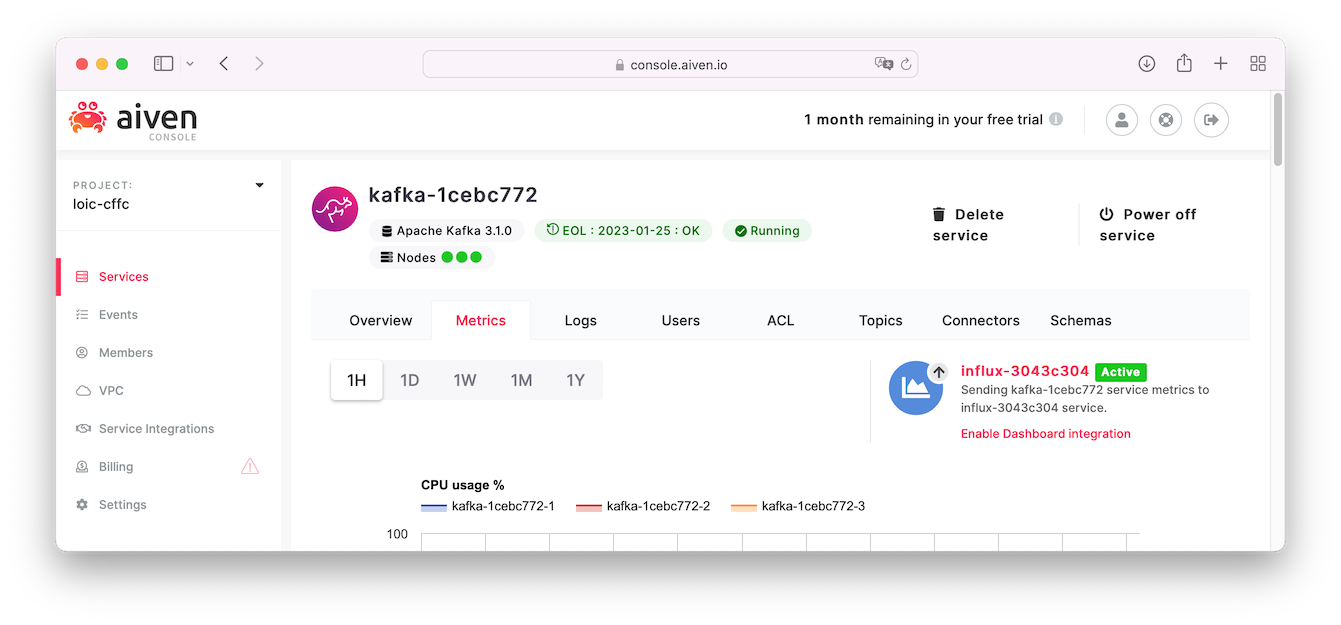 console.aiven.io
aiven
CONSOLE
1 month remaining in your free trial
PROJECT:
loic-cffc
Services
Events
Members
VPC
Service Integrations
Billing
Settings
kafka-1cebc772
Apache Kafka 3.1.0
EOL : 2023-01-25 : OK
Running
Nodes
Delete
service
Power off
service
Overview
Metrics
Logs
Users
ACL
Topics
Connectors
Schemas
1H
1D
1W
1M
1Y
influx-3043c304 Active
Sending kafka-1cebc772 service metrics to
influx-3043c304 service.
Enable Dashboard integration
CPU usage %
kafka-1cebc772-1
kafka-1cebc772-2
kafka-1cebc772-3
100